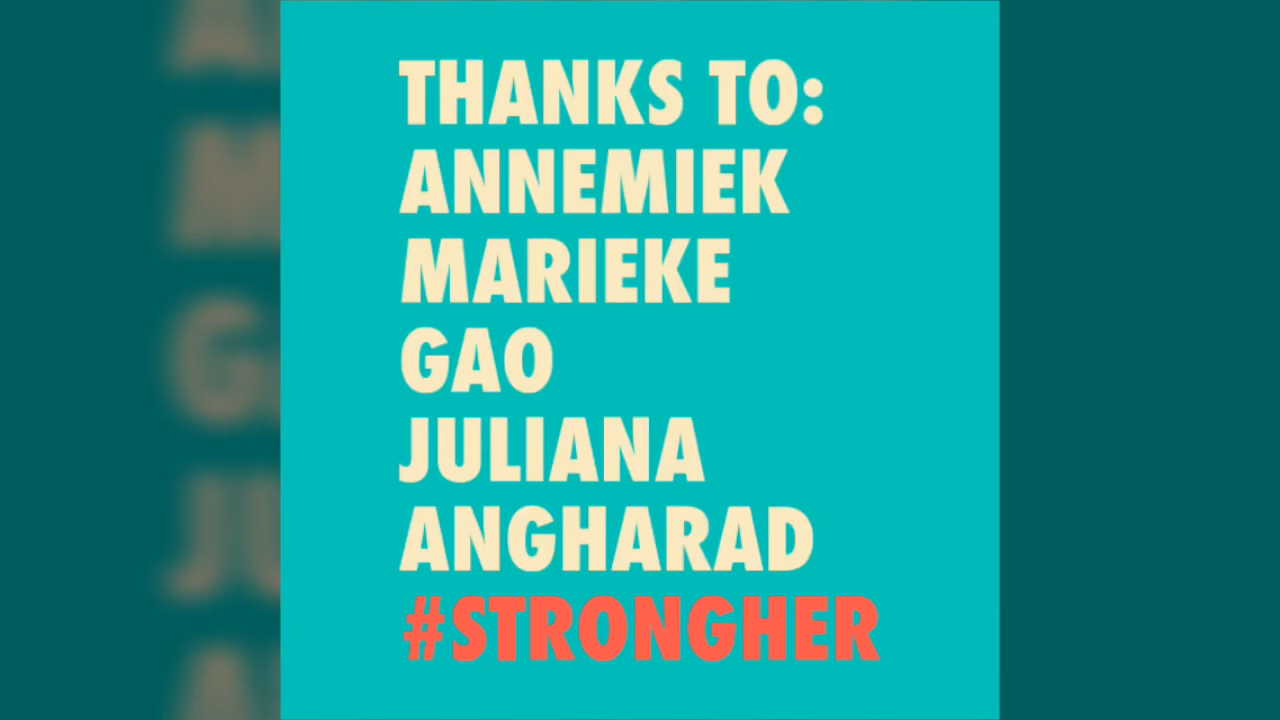 THANKS TO:
ANNEMIEK
MARIEKE
GAO
JULIANA
ANGHARAD
#STRONGHER